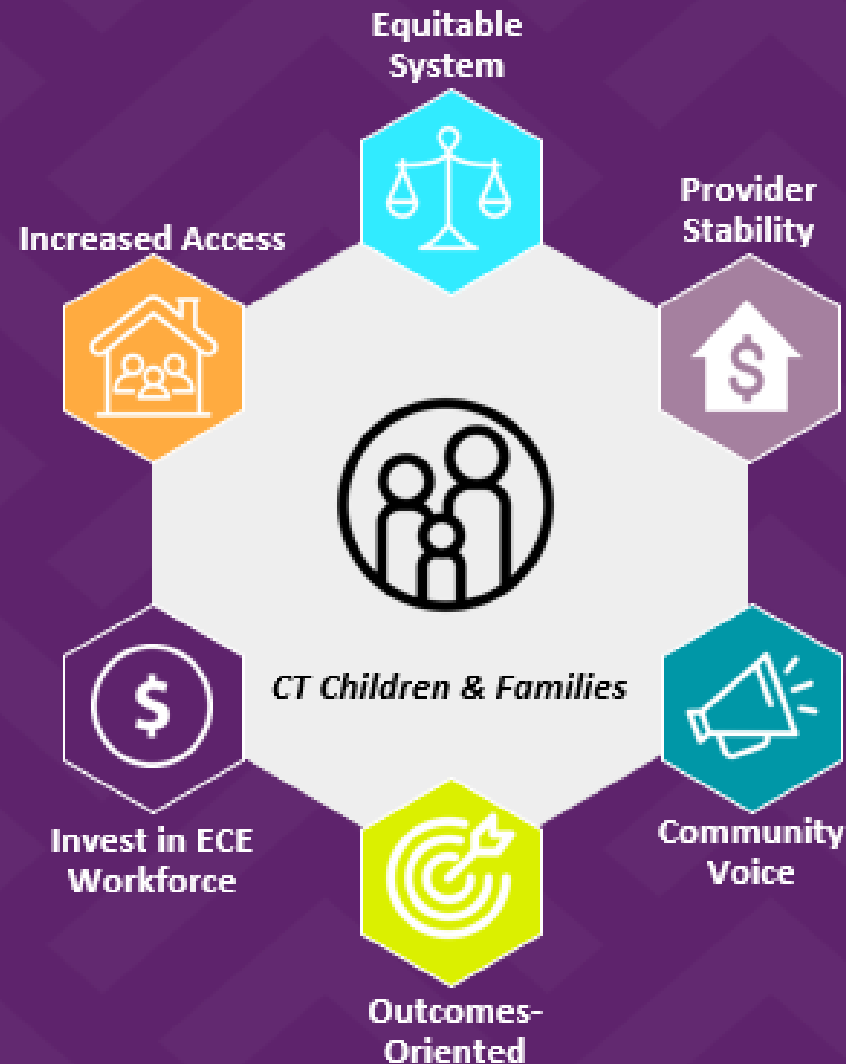 Equitable
System
Provider
Stability
Increased Access
$
CT Children & Families
$
Invest in ECE
Workforce
Community
Voice
Outcomes-
Oriented